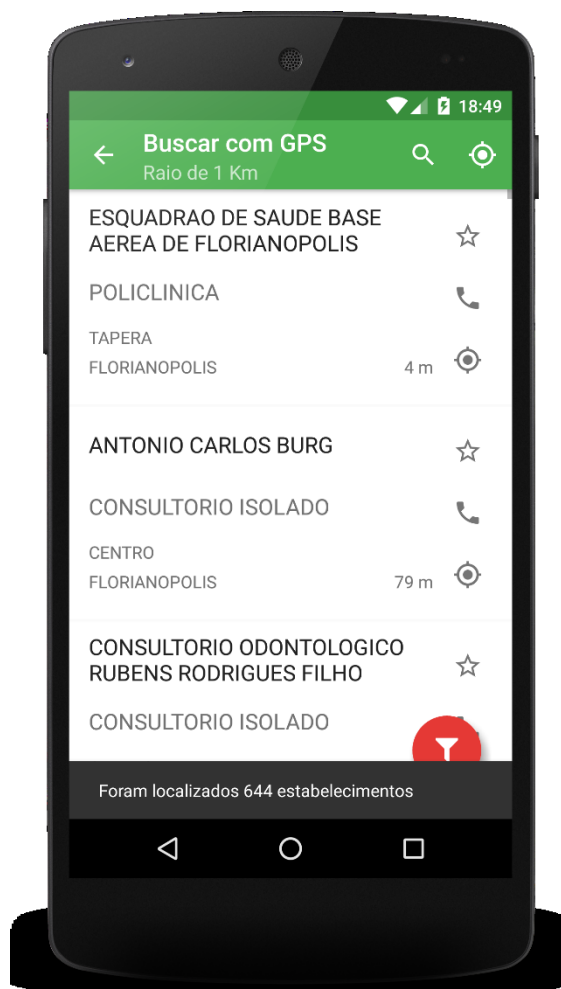 18:49
Buscar com GPS
Raio de 1 Km
ESQUADRAO DE SAUDE BASE
AEREA DE FLORIANOPOLIS
POLICLINICA
TAPERA
FLORIANOPOLIS 4 m
ANTONIO CARLOS BURG
CONSULTORIO ISOLADO
CENTRO
FLORIANOPOLIS 79 m
CONSULTORIO ODONTOLOGICO
RUBENS RODRIGUES FILHO
CONSULTORIO ISOLADO
Foram localizados 644 estabelecimentos